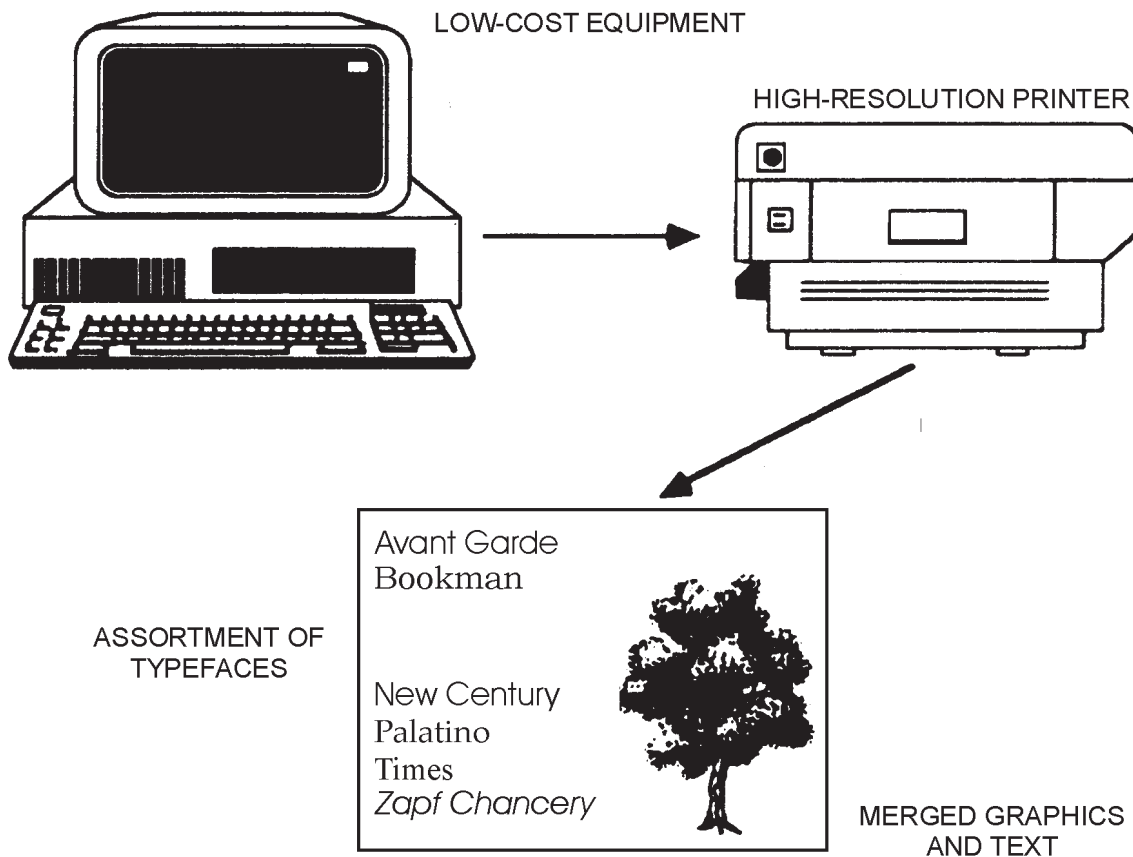 LOW-COST EQUIPMENT
HIGH-RESOLUTION PRINTER
Avant Garde
Bookman
ASSORTMENT OF
TYPEFACES
New Century
Palatino
Times
Zapf Chancery
MERGED GRAPHICS
AND TEXT